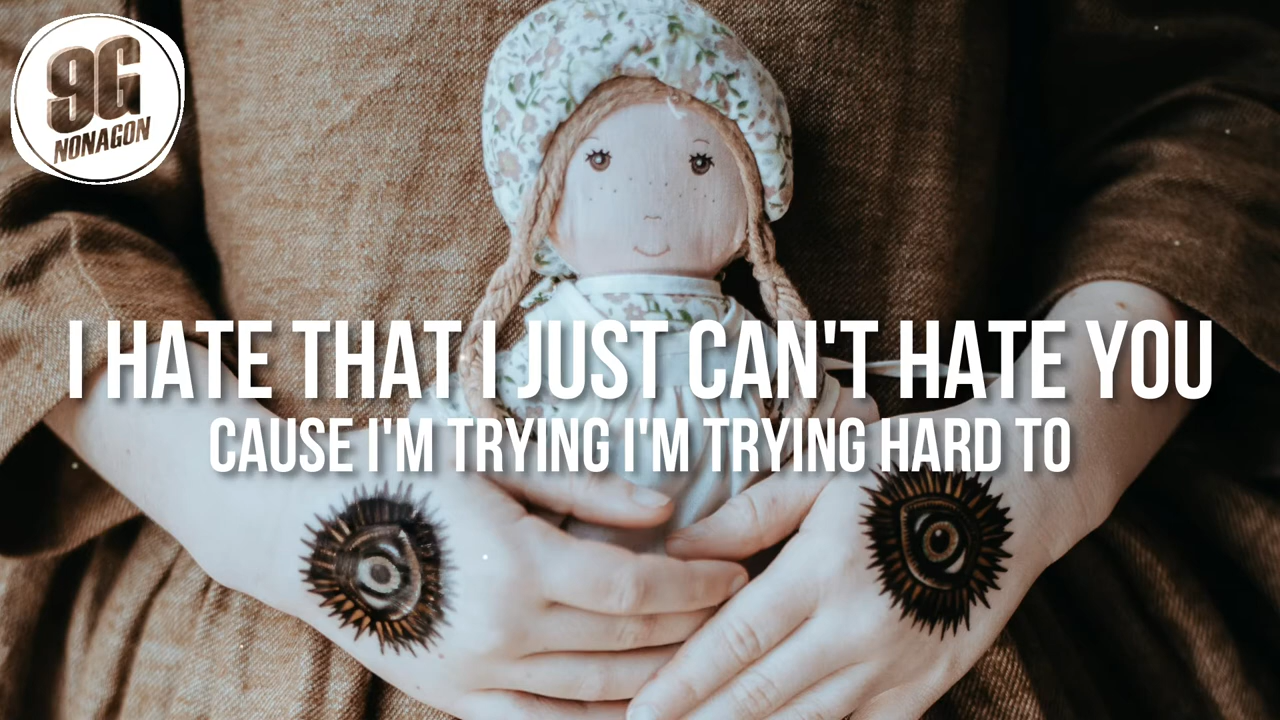 9G
NONAGON
I HATE THAT I JUST CAN'T HATE YOU
CAUSE I'M TRYING I'M TRYING HARD TO